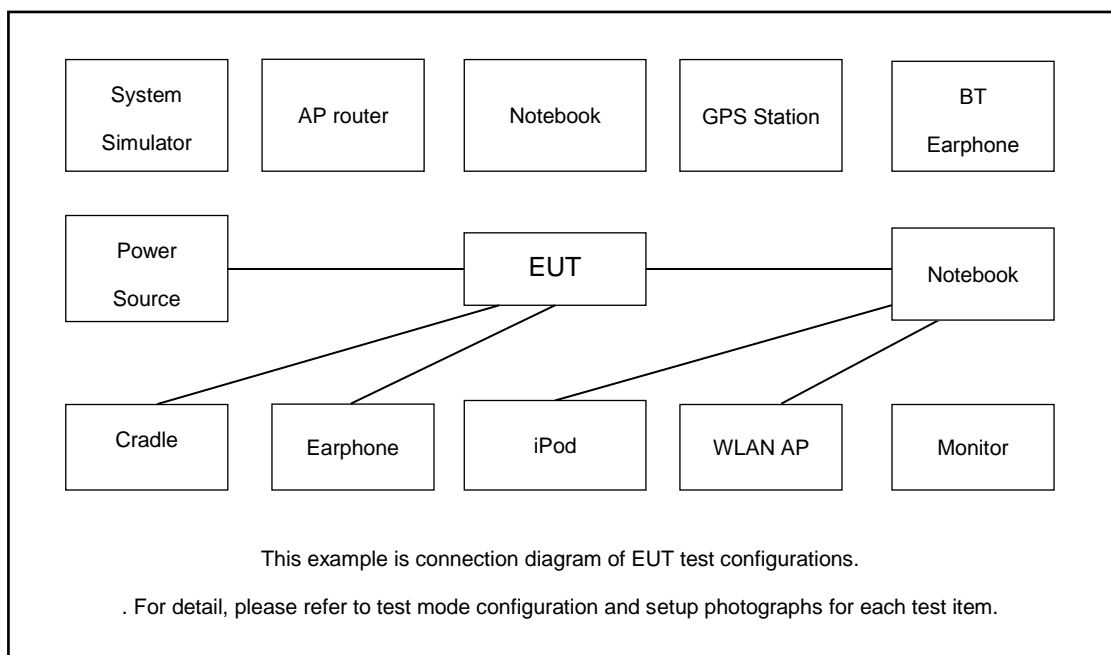 System
Simulator
AP router
Notebook
GPS Station
BT
Earphone
Power
Source
EUT
Notebook
Cradle
Earphone
iPod
WLAN AP
Monitor
This example is connection diagram of EUT test configurations.
. For detail, please refer to test mode configuration and setup photographs for each test item.